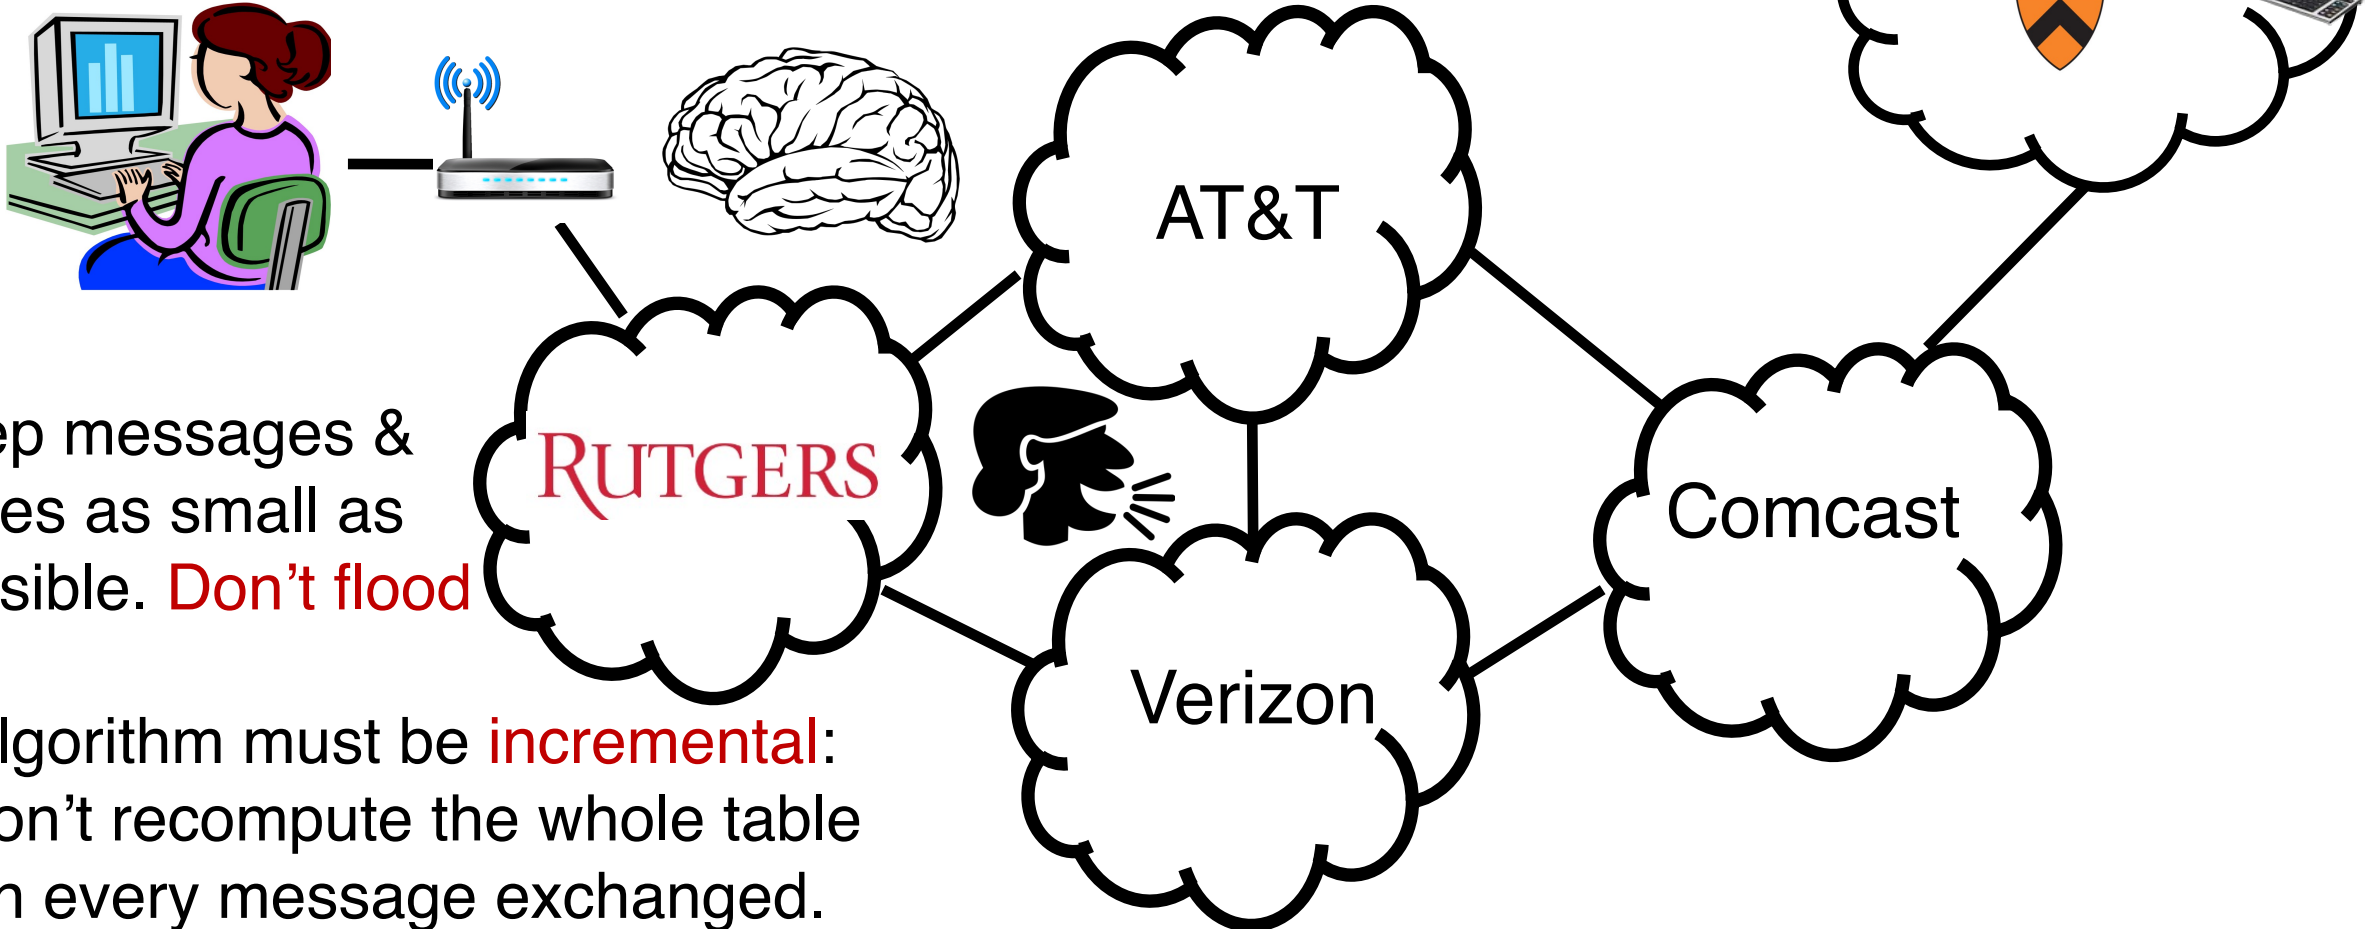 AT&T
RUTGERS
ep messages &
es as small as
sible. Don't flood
Comcast
Verizon
lgorithm must be incremental:
on't recompute the whole table
n every message exchanged.